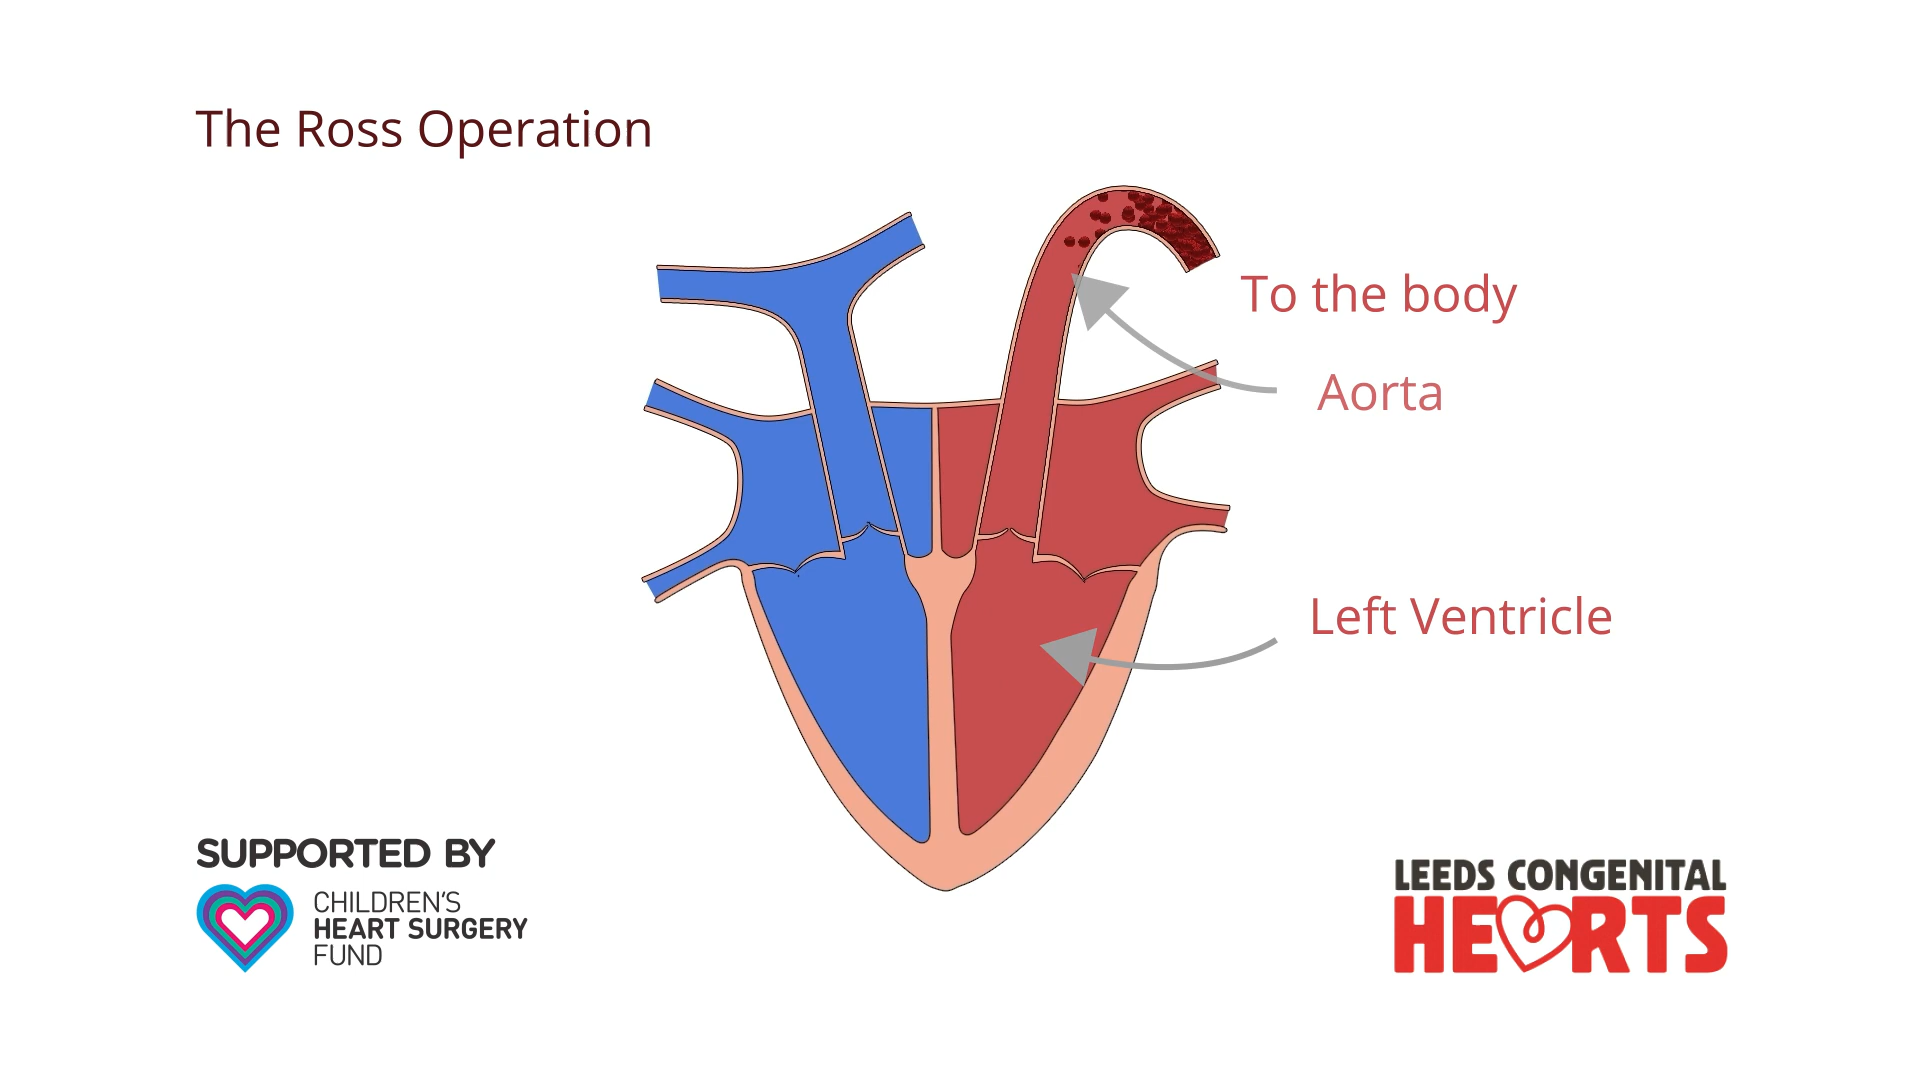 The Ross Operation
To the body
Aorta
Left Ventricle
SUPPORTED BY
CHILDREN'S
HEART SURGERY
FUND
LEEDS CONGENITAL
HEARTS